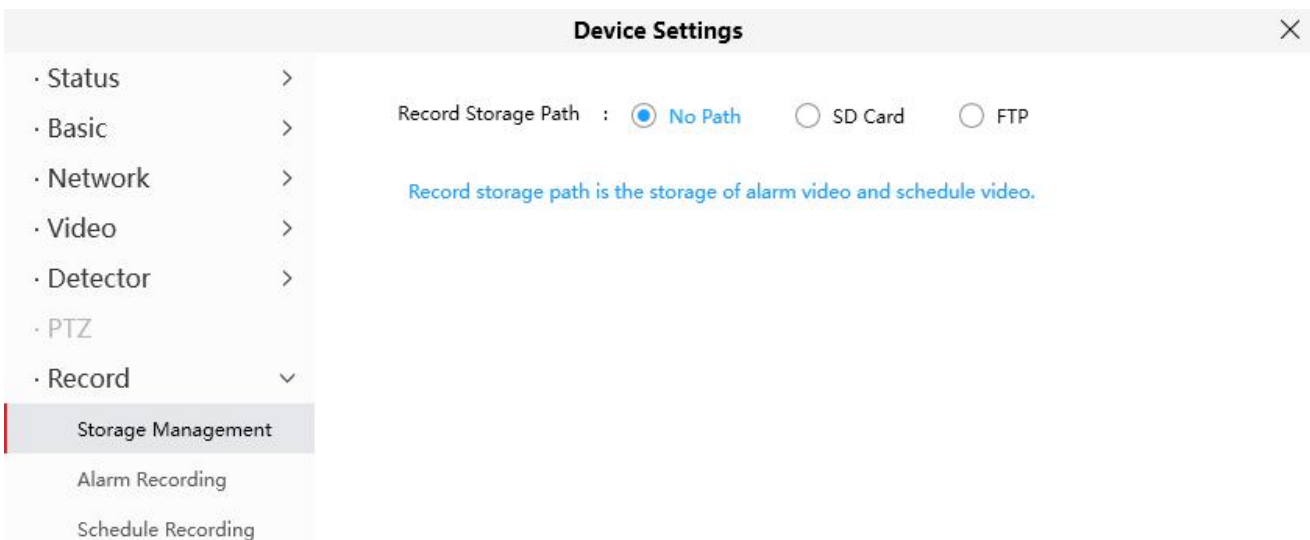 Device Settings
· Status
· Basic
· Network
· Video
· Detector
· PTZ
· Record
Storage Management
Alarm Recording
Schedule Recording
Record Storage Path : No Path SD Card FTP
Record storage path is the storage of alarm video and schedule video.